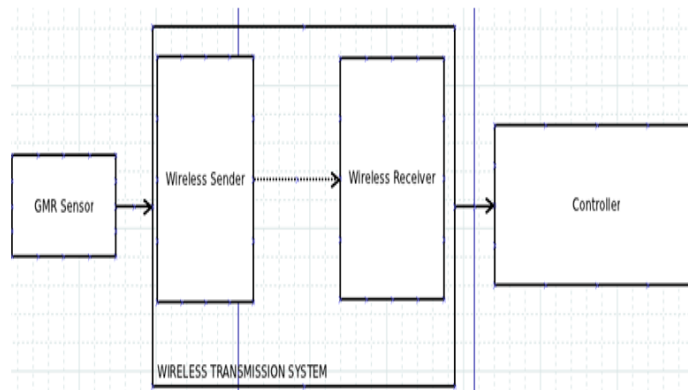 GMR Sensor
Wireless Sender
Wireless Receiver
Controller
WIRELESS TRANSMISSION SYSTEM